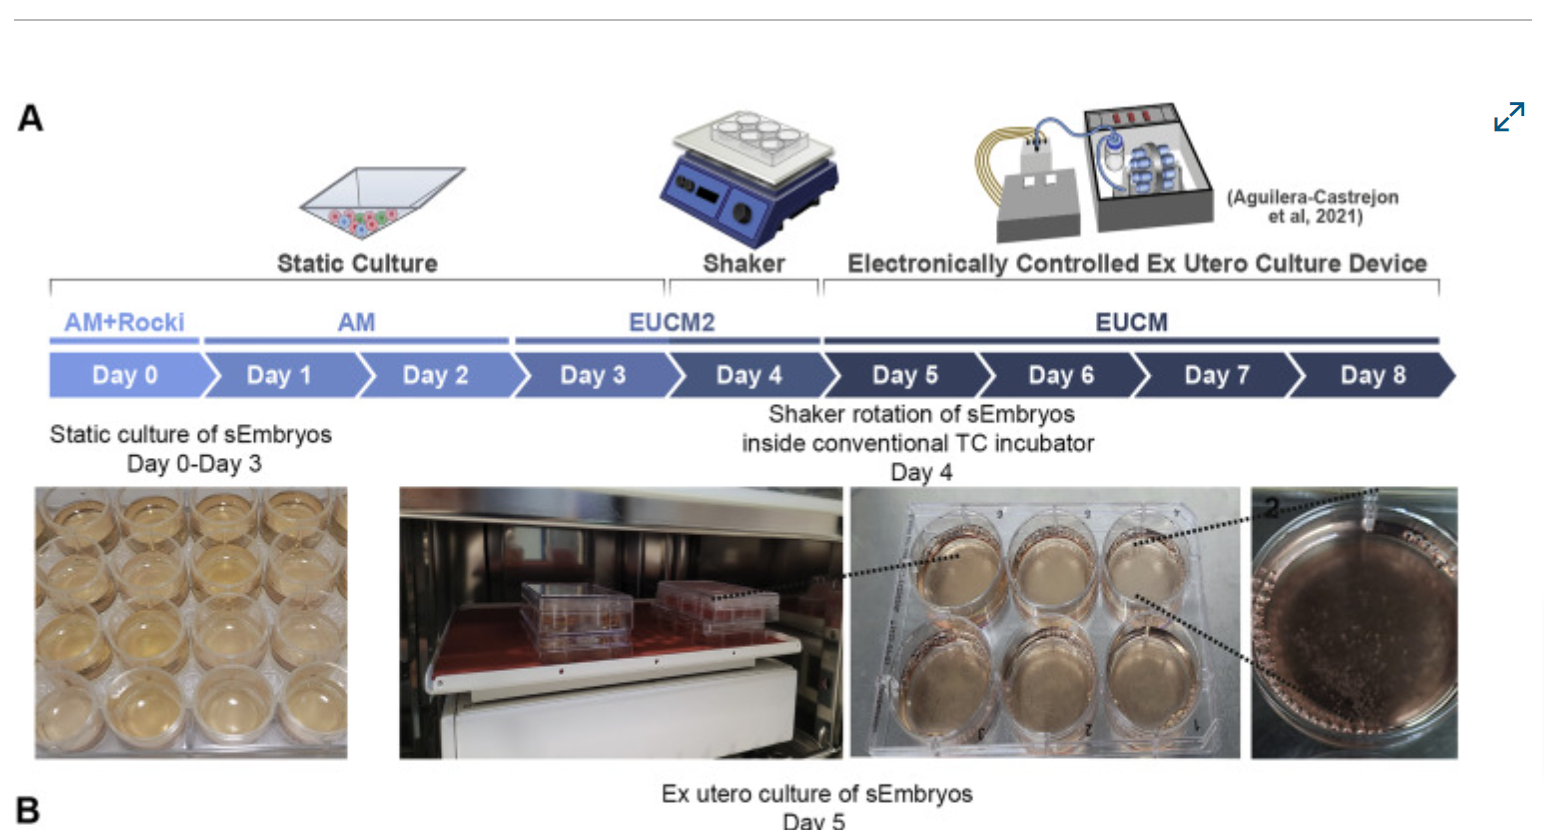 A
(Aguilera-Castrejon
et al, 2021)
Static Culture
Shaker
Electronically Controlled Ex Utero Culture Device
AM+Rocki
AM
EUCM2
EUCM
Day 0
Day 1
Day 2
Day 3
Day 4
Day 5
Day 6
Day 7
Day 8
Static culture of sEmbryos
Day 0-Day 3
Shaker rotation of sEmbryos
inside conventional TC incubator
Day 4
2
B
Ex utero culture of sEmbryos
Day 5